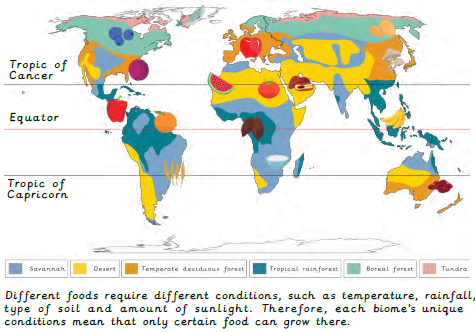 Tropic of
Cancer
Equator
Tropic of
Capricorn
Savannah
Desert
Temperate deciduous forest
Tropical rainforest
Boreal forest
Tundra
Different foods require different conditions, such as temperature, rainfall,
type of soil and amount of sunlight. Therefore, each biome's unique
conditions mean that only certain food can grow there.